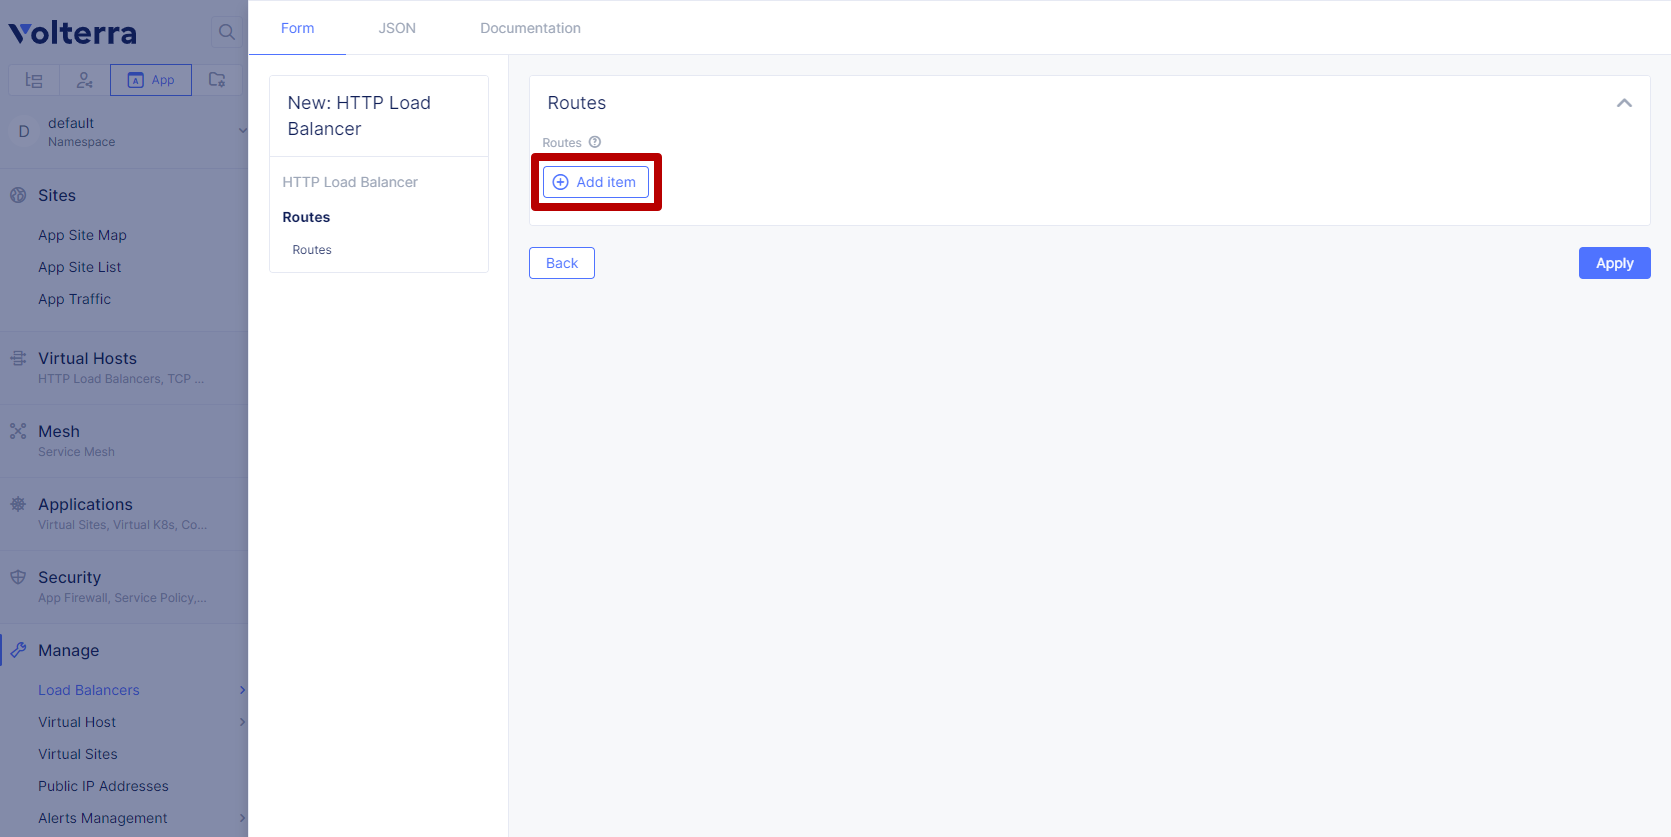 Volterra
App
D
default
Namespace
Sites
App Site Map
App Site List
App Traffic
Virtual Hosts
HTTP Load Balancers, TCP ...
Mesh
Service Mesh
Applications
Virtual Sites, Virtual K8s, Co...
Security
App Firewall, Service Policy,...
Manage
Load Balancers
Virtual Host
Virtual Sites
Public IP Addresses
Alerts Management
Form JSON Documentation
New: HTTP Load
Balancer
HTTP Load Balancer
Routes
Routes
Routes
Routes
Add item
Back
Apply